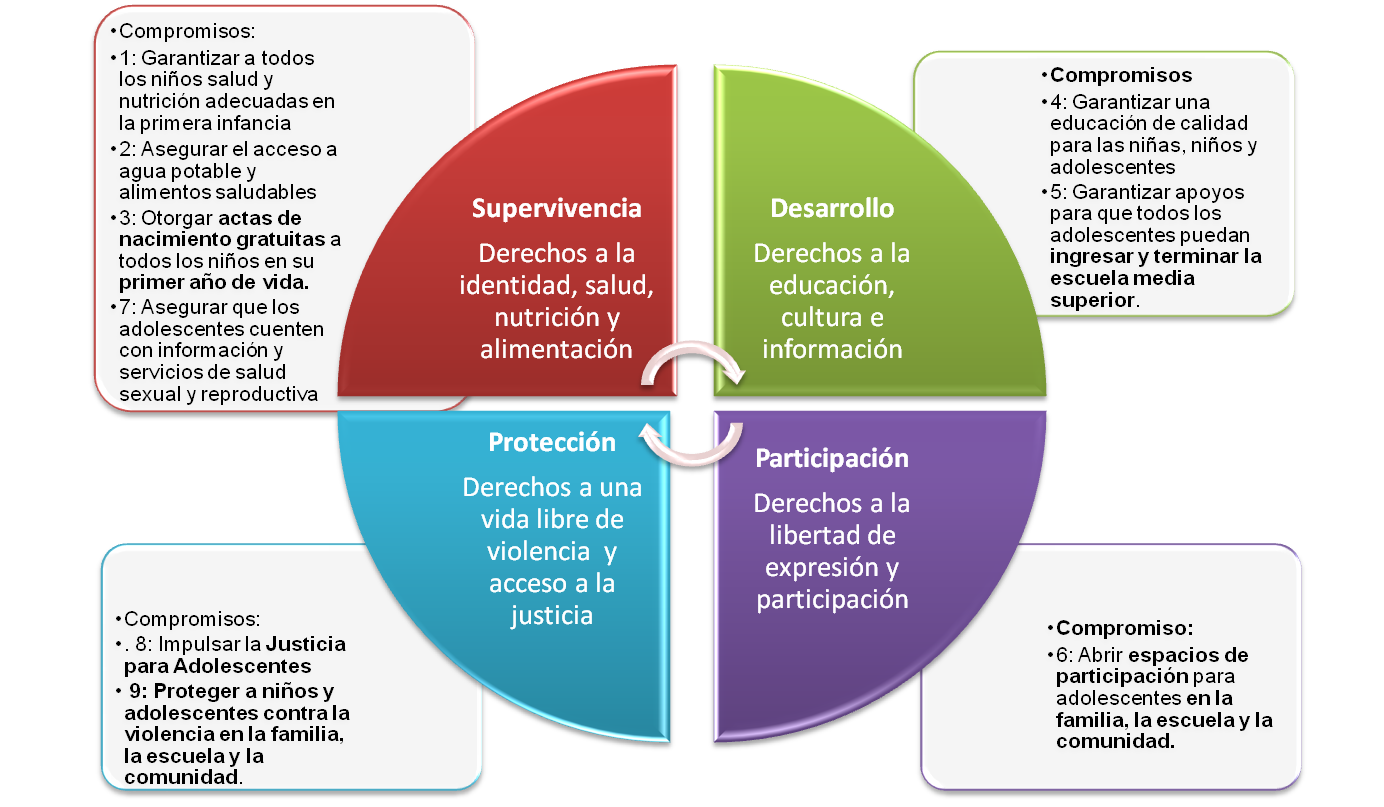 •Compromisos:
•1: Garantizar a todos
los niños salud y
nutrición adecuadas en
la primera infancia
•2: Asegurar el acceso a
agua potable y
alimentos saludables
•3: Otorgar actas de
nacimiento gratuitas a
todos los niños en su
primer año de vida.
•7: Asegurar que los
adolescentes cuenten
con información y
servicios de salud
sexual y reproductiva
Supervivencia
Derechos a la
identidad, salud,
nutrición y
alimentación
Desarrollo
Derechos a la
educación,
cultura e
información
•Compromisos
•4: Garantizar una
educación de calidad
para las niñas, niños y
adolescentes
•5: Garantizar apoyos
para que todos los
adolescentes puedan
ingresar y terminar la
escuela media
superior.
Protección
Derechos a una
vida libre de
violencia y
acceso a la
justicia
Participación
Derechos a la
libertad de
expresión y
participación
•Compromisos:
•. 8: Impulsar la Justicia
para Adolescentes
• 9: Proteger a niños y
adolescentes contra la
violencia en la familia,
la escuela y la
comunidad.
•Compromiso:
•6: Abrir espacios de
participación para
adolescentes en la
familia, la escuela y la
comunidad.